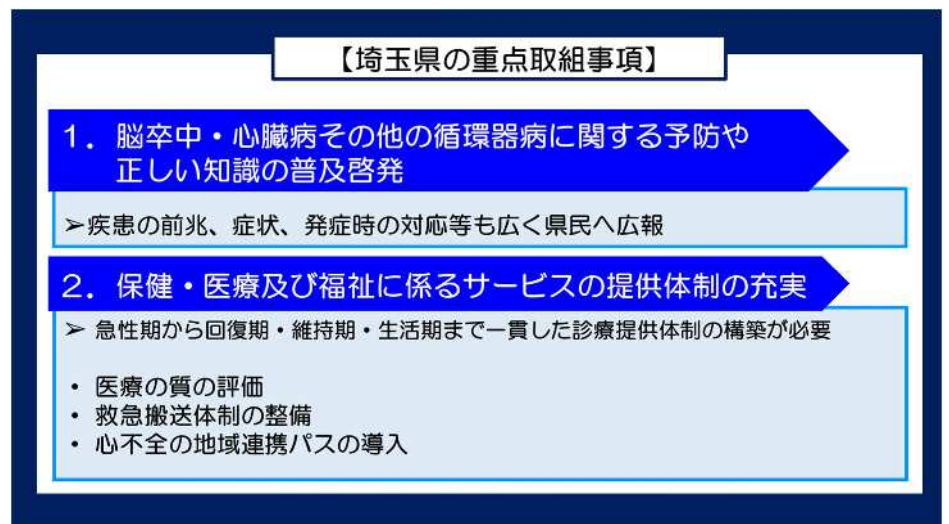 【埼玉県の重点取組事項】
１．脳卒中・心臓病その他の循環器病に関する予防や
正しい知識の普及啓発
➢疾患の前兆、症状、発症時の対応等も広く県民へ広報
２．保健・医療及び福祉に係るサービスの提供体制の充実
➢ 急性期から回復期・維持期・生活期まで一貫した診療提供体制の構築が必要
・ 医療の質の評価
・ 救急搬送体制の整備
・ 心不全の地域連携パスの導入